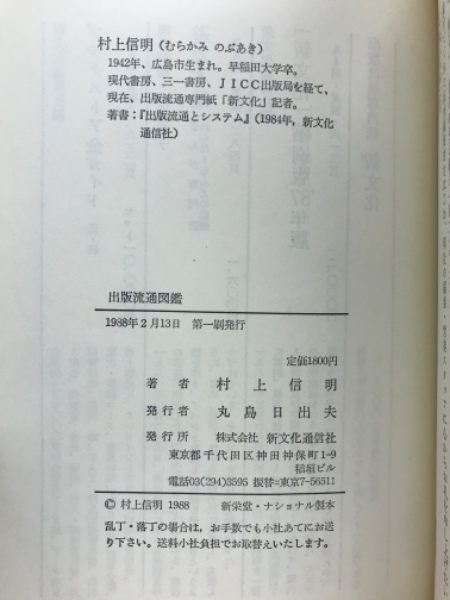 村上信明（むらかみ のぶあき）
1942年、広島市生まれ。早稲田大学卒。
現代書房、三一書房、ＪＩＣＣ出版局を経て、
現在、出版流通専門紙「新文化」記者。
著書：『出版流通とシステム』（1984年，新文化
通信社）
出版流通図鑑
1988年２月13日　第一刷発行
定価1800円
著　者　村上信明
発行者　丸島日出夫
発行所　株式会社 新文化通信社
東京都千代田区神田神保町1-9
稲垣ビル
電話03(294)3595 振替＝東京7-56511
© 村上信明 1988　新栄堂・ナショナル製本
乱丁・落丁の場合は，お手数でも小社あてにお送
り下さい。送料小社負担でお取替えいたします。